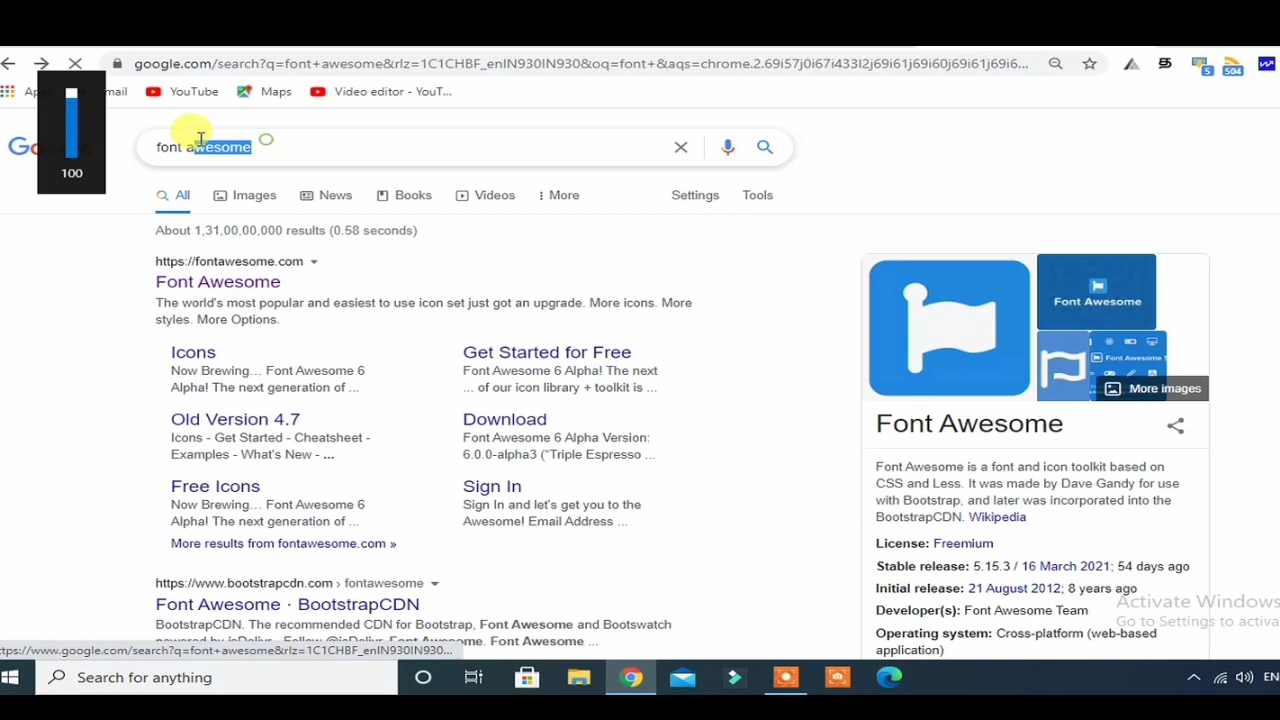 google.com/search?q=font+awesome&rlz=1C1CHBF_enIN930IN930&oq=font+&aqs=chrome.2.69i57j0i67i433l2j69i61j69i60j69i61j69i6...
5
504
Gmail
YouTube
Maps
Video editor - YouT...
100
font awesome
All
Images
News
Books
Videos
More
Settings
Tools
About 1,31,00,00,000 results (0.58 seconds)
https://fontawesome.com
Font Awesome
The world's most popular and easiest to use icon set just got an upgrade. More icons. More
styles. More Options.
Icons
Now Brewing... Font Awesome 6
Alpha! The next generation of ...
Get Started for Free
Font Awesome 6 Alpha! The next
... of our icon library + toolkit is ...
Old Version 4.7
Icons - Get Started - Cheatsheet -
Examples - What's New - ...
Download
Font Awesome 6 Alpha Version:
6.0.0-alpha3 ("Triple Espresso ...
Free Icons
Now Brewing... Font Awesome 6
Alpha! The next generation of ...
Sign In
Sign In and let's get you to the
Awesome! Email Address ...
More results from fontawesome.com »
https://www.bootstrapcdn.com › fontawesome
Font Awesome · BootstrapCDN
BootstrapCDN. The recommended CDN for Bootstrap, Font Awesome and Bootswatch
Font Awesome. Font Awesome ...
Font Awesome
Font Awesome
More images
Font Awesome
Font Awesome is a font and icon toolkit based on
CSS and Less. It was made by Dave Gandy for use
with Bootstrap, and later was incorporated into the
BootstrapCDN. Wikipedia
License: Freemium
Stable release: 5.15.3 / 16 March 2021; 54 days ago
Initial release: 21 August 2012; 8 years ago
Developer(s): Font Awesome Team
Operating system: Cross-platform (web-based
application)
Activate Windows
Go to Settings to activa
ttps://www.google.com/search?q=font+awesome&rlz=1C1CHBF_enIN930IN930...
Search for anything
EN